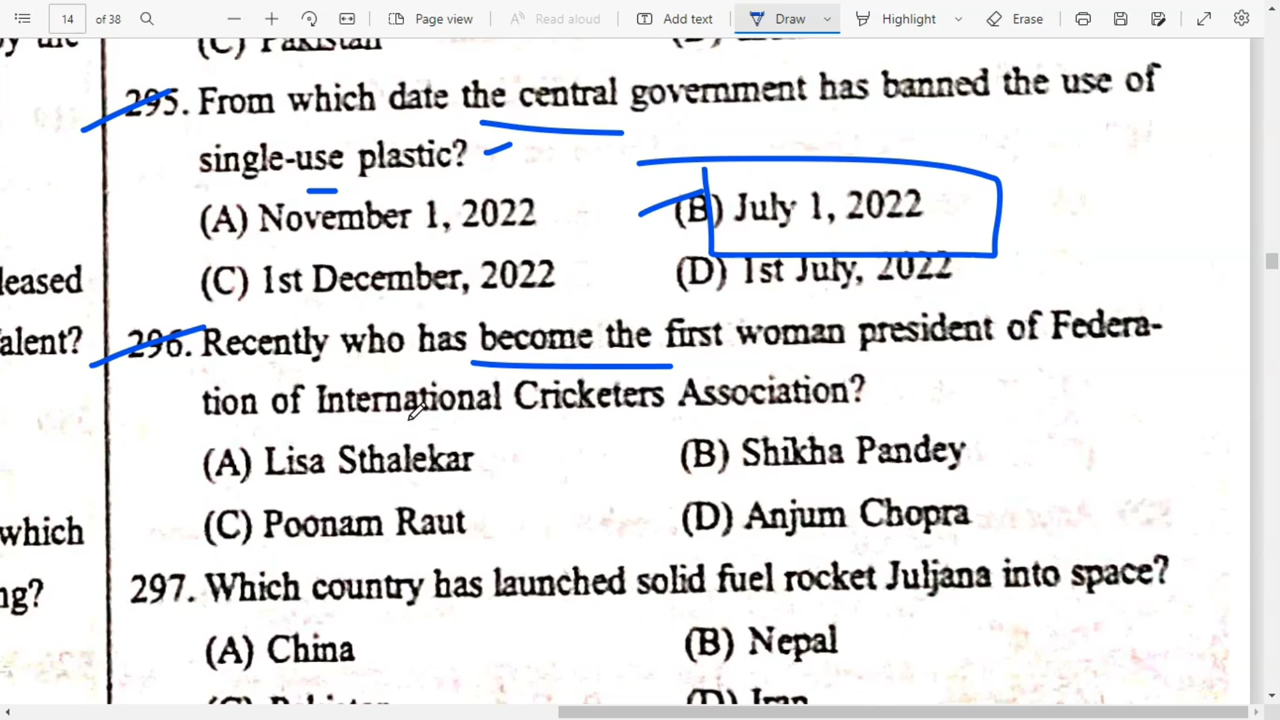 14 of 38 Page view Read aloud Add text Draw Highlight Erase
by the
(C) Pakistan
295. From which date the central government has banned the use of
single-use plastic?
(A) November 1, 2022 (B) July 1, 2022
leased (C) 1st December, 2022 (D) 1st July, 2022
alent? 296. Recently who has become the first woman president of Federa-
tion of International Cricketers Association?
(A) Lisa Sthalekar (B) Shikha Pandey
which (C) Poonam Raut (D) Anjum Chopra
ng? 297. Which country has launched solid fuel rocket Juljana into space?
(A) China (B) Nepal
(C) Pakistan (D) Iran